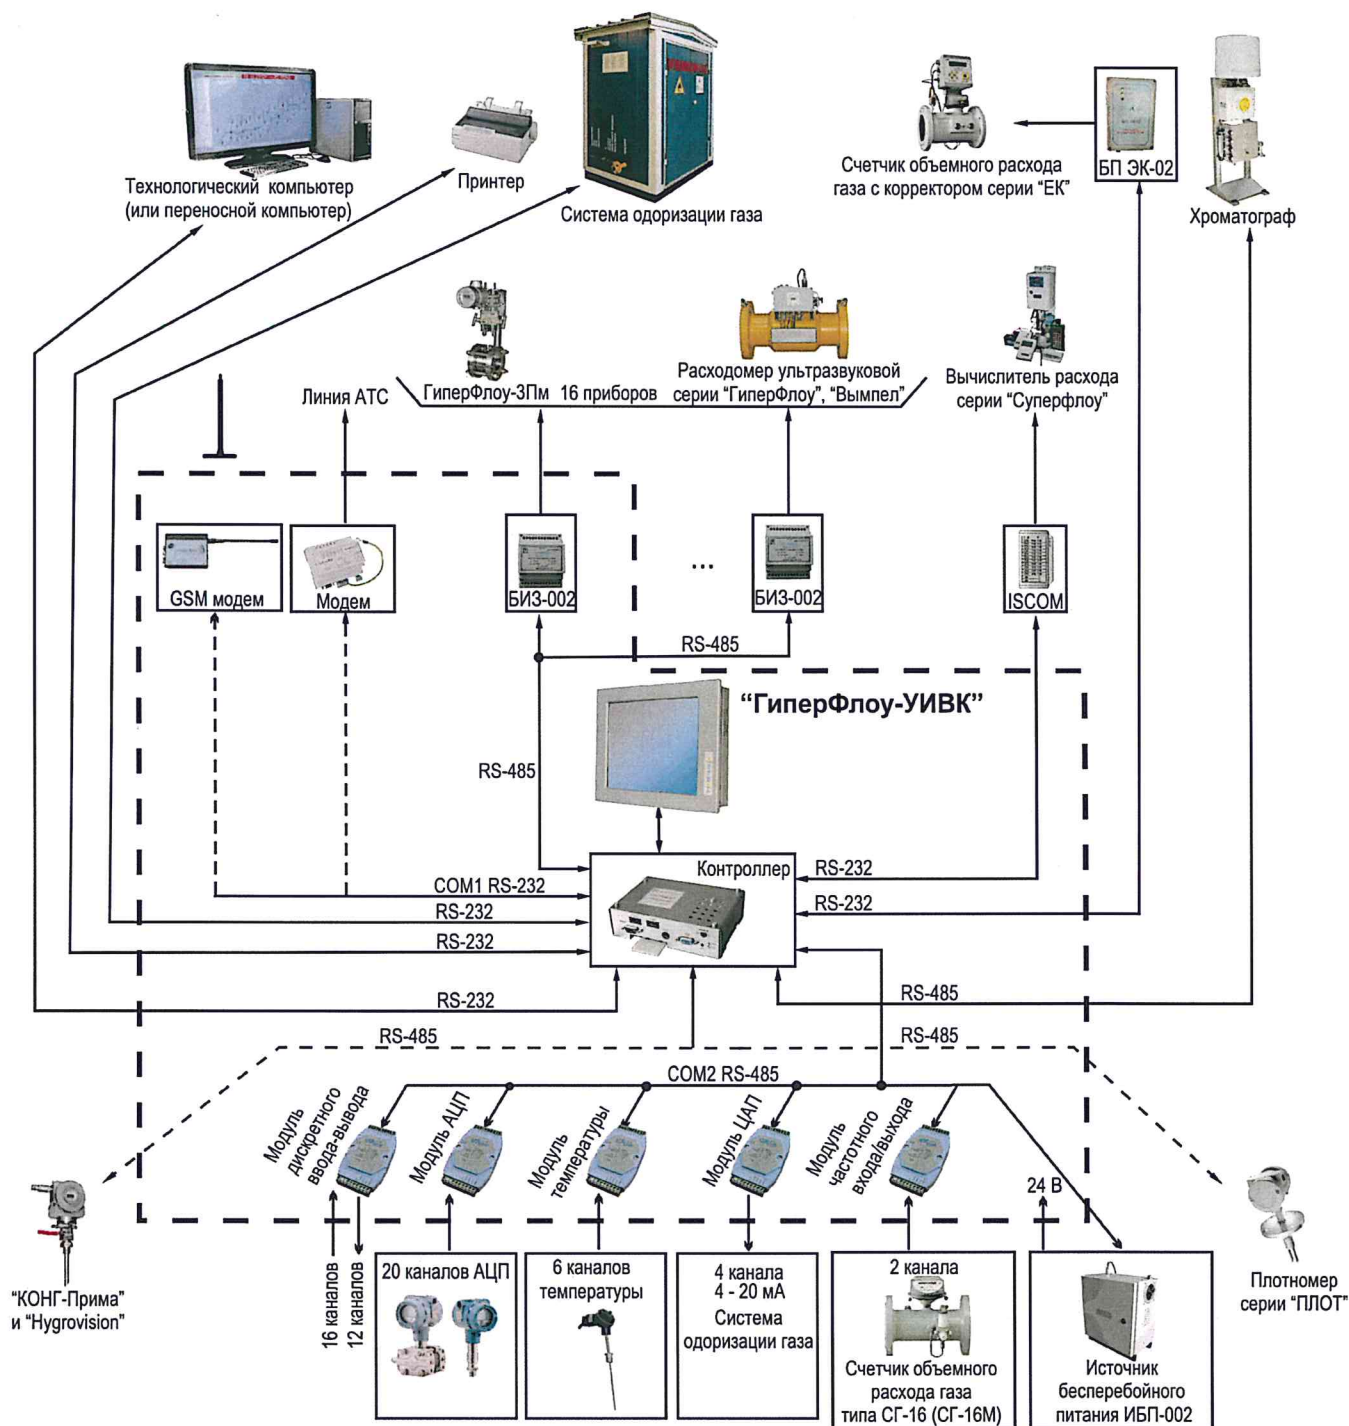 Технологический компьютер
(или переносной компьютер)
Принтер
Система одоризации газа
Счетчик объемного расхода
газа с корректором серии “ЕК”
БП ЭК-02
Хроматограф
Линия АТС
ГиперФлоу-3Пм 16 приборов
Расходомер ультразвуковой
серии “ГиперФлоу”, “Вымпел”
Вычислитель расхода
серии “Суперфлоу”
GSM модем
Модем
БИЗ-002
...
БИЗ-002
ISCOM
RS-485
“ГиперФлоу-УИВК”
RS-485
Контроллер
COM1 RS-232
RS-232
RS-232
RS-232
RS-232
RS-232
RS-485
RS-485
RS-485
COM2 RS-485
Модуль
дискретного
ввода-вывода
Модуль АЦП
Модуль
температуры
Модуль ЦАП
Модуль
частотного
входа/выхода
24 В
16 каналов
12 каналов
20 каналов АЦП
6 каналов
температуры
4 канала
4 - 20 мА
Система
одоризации газа
2 канала
Счетчик объемного
расхода газа
типа СГ-16 (СГ-16М)
Источник
бесперебойного
питания ИБП-002
“КОНГ-Прима”
и “Hygrovision”
Плотномер
серии “ПЛОТ”